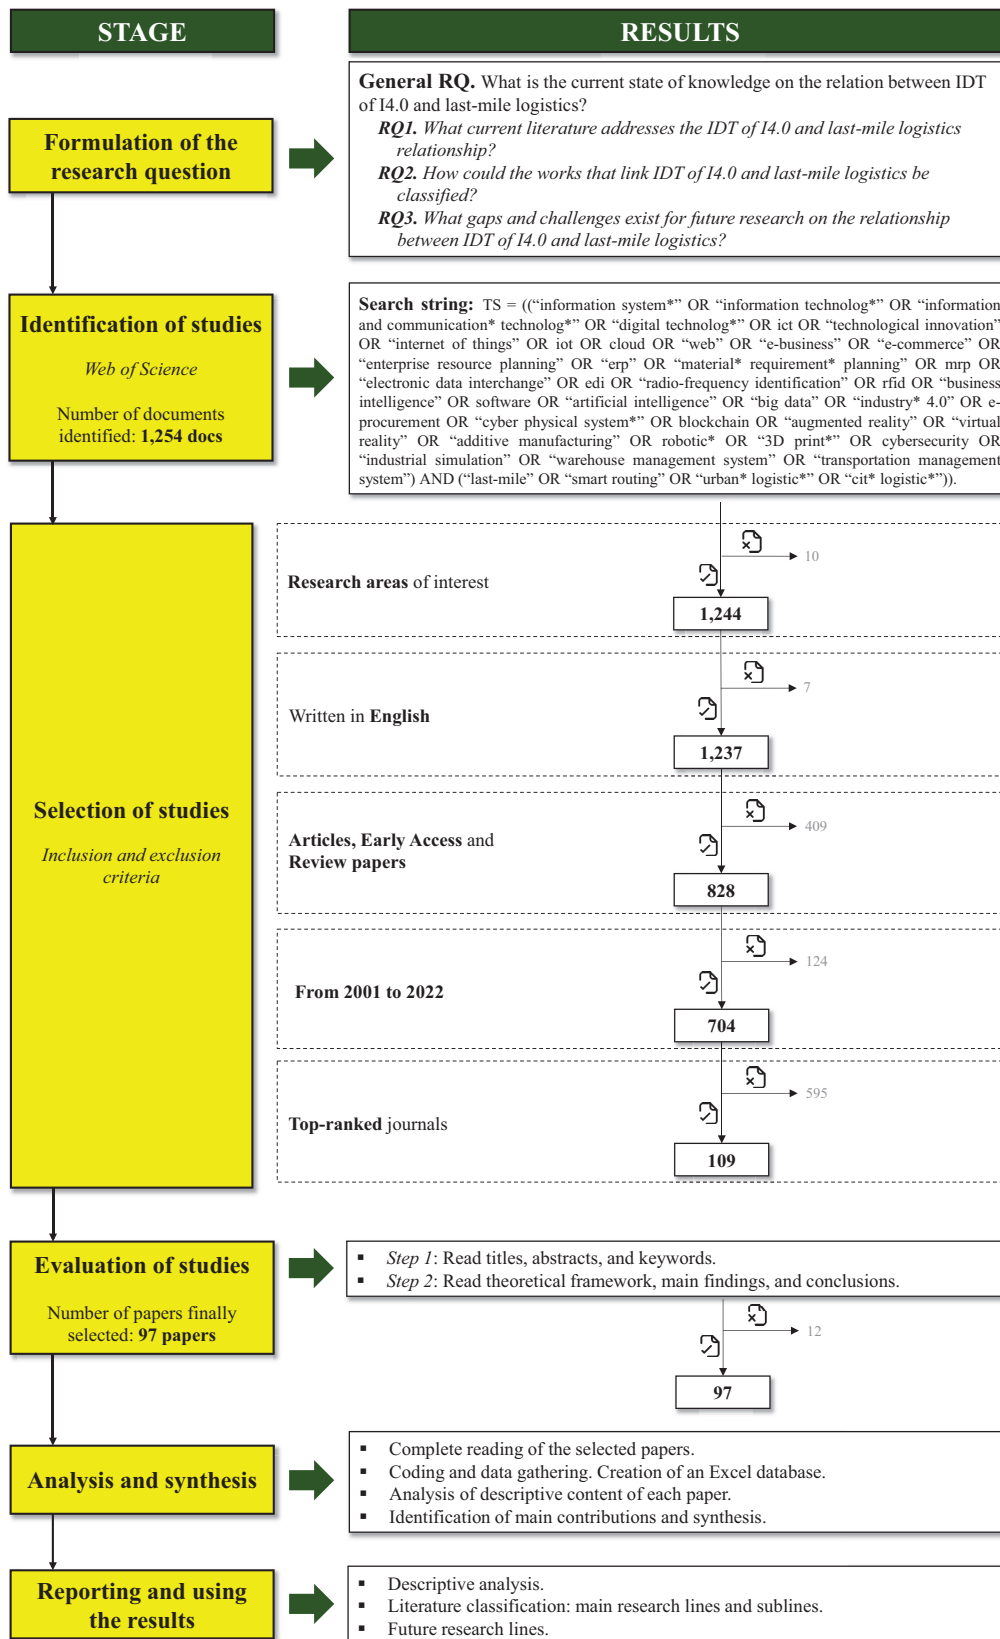 STAGE
RESULTS
Formulation of the
research question
General RQ. What is the current state of knowledge on the relation between IDT
of I4.0 and last-mile logistics?
RQ1. What current literature addresses the IDT of I4.0 and last-mile logistics
relationship?
RQ2. How could the works that link IDT of I4.0 and last-mile logistics be
classified?
RQ3. What gaps and challenges exist for future research on the relationship
between IDT of I4.0 and last-mile logistics?
Identification of studies
Web of Science
Number of documents
identified: 1,254 docs
Search string: TS = ((“information system*” OR “information technolog*” OR “information
and communication* technolog*” OR “digital technolog*” OR ict OR “technological innovation”
OR “internet of things” OR iot OR cloud OR “web” OR “e-business” OR “e-commerce” OR
“enterprise resource planning” OR “erp” OR “material* requirement* planning” OR mrp OR
“electronic data interchange” OR edi OR “radio-frequency identification” OR rfid OR “business
intelligence” OR software OR “artificial intelligence” OR “big data” OR “industry* 4.0” OR e-
procurement OR “cyber physical system*” OR blockchain OR “augmented reality” OR “virtual
reality” OR “additive manufacturing” OR robotic* OR “3D print*” OR cybersecurity OR
“industrial simulation” OR “warehouse management system” OR “transportation management
system”) AND (“last-mile” OR “smart routing” OR “urban* logistic*” OR “cit* logistic*”)).
Selection of studies
Inclusion and exclusion
criteria
Research areas of interest
10
1,244
Written in English
7
1,237
Articles, Early Access and
Review papers
409
828
From 2001 to 2022
124
704
Top-ranked journals
595
109
Evaluation of studies
Number of papers finally
selected: 97 papers
▪ Step 1: Read titles, abstracts, and keywords.
▪ Step 2: Read theoretical framework, main findings, and conclusions.
12
97
Analysis and synthesis
▪ Complete reading of the selected papers.
▪ Coding and data gathering. Creation of an Excel database.
▪ Analysis of descriptive content of each paper.
▪ Identification of main contributions and synthesis.
Reporting and using
the results
▪ Descriptive analysis.
▪ Literature classification: main research lines and sublines.
▪ Future research lines.